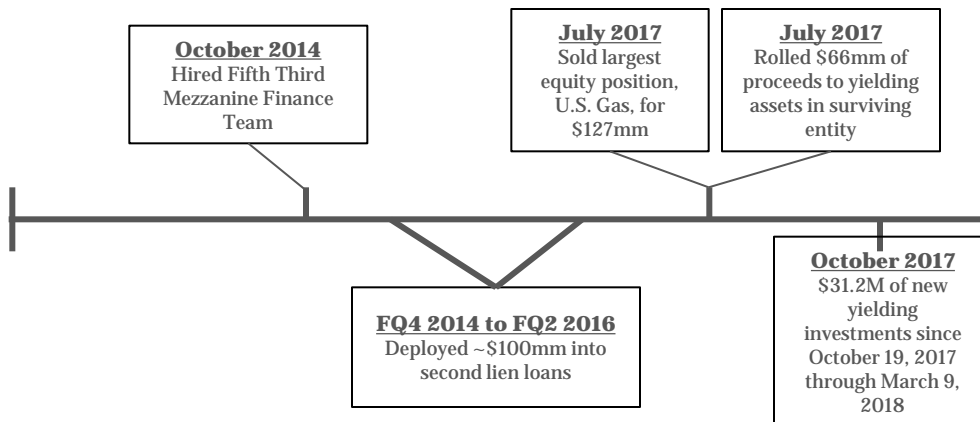 October 2014
Hired Fifth Third
Mezzanine Finance
Team
July 2017
Sold largest
equity position,
U.S. Gas, for
$127mm
July 2017
Rolled $66mm of
proceeds to yielding
assets in surviving
entity
FQ4 2014 to FQ2 2016
Deployed ~$100mm into
second lien loans
October 2017
$31.2M of new
yielding
investments since
October 19, 2017
through March 9,
2018